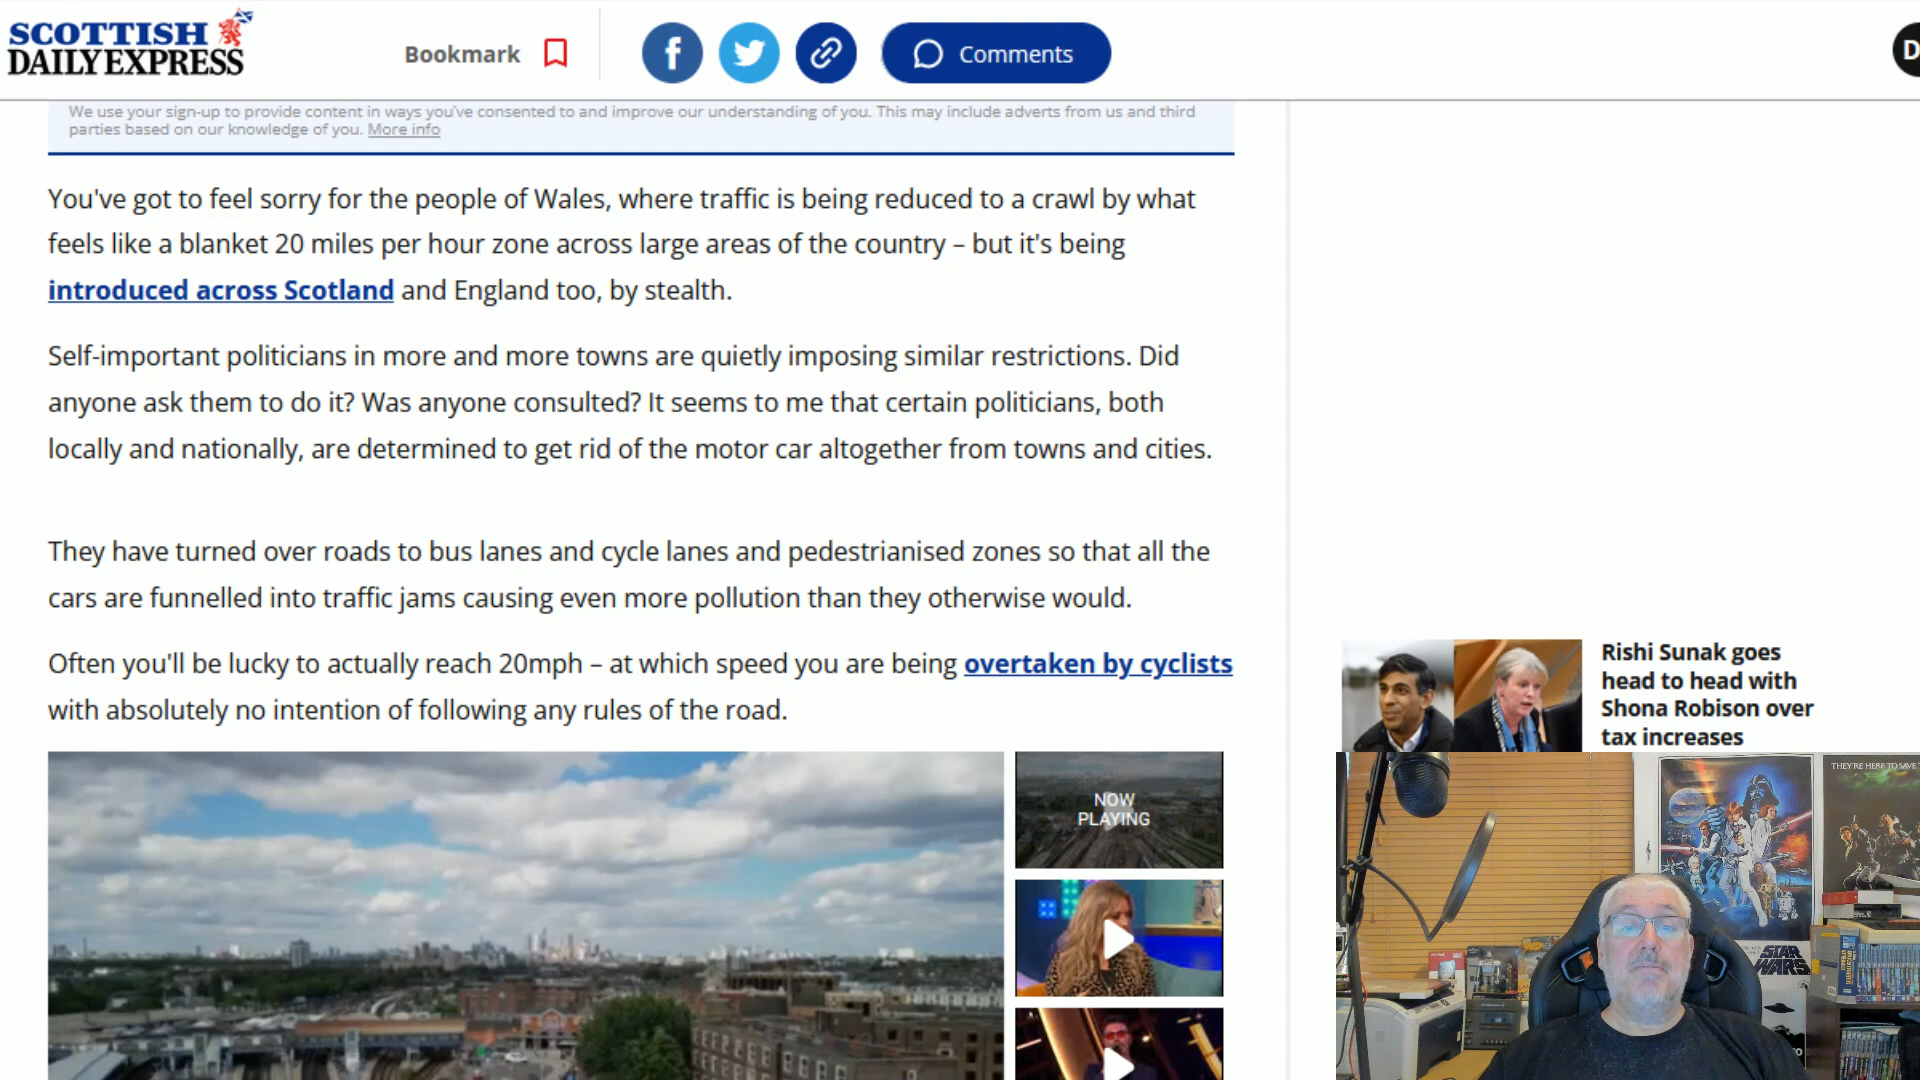 SCOTTISH
DAILY EXPRESS
Bookmark
Comments
D
We use your sign-up to provide content in ways you've consented to and improve our understanding of you. This may include adverts from us and third
parties based on our knowledge of you. More info
You've got to feel sorry for the people of Wales, where traffic is being reduced to a crawl by what
feels like a blanket 20 miles per hour zone across large areas of the country – but it's being
introduced across Scotland and England too, by stealth.
Self-important politicians in more and more towns are quietly imposing similar restrictions. Did
anyone ask them to do it? Was anyone consulted? It seems to me that certain politicians, both
locally and nationally, are determined to get rid of the motor car altogether from towns and cities.
They have turned over roads to bus lanes and cycle lanes and pedestrianised zones so that all the
cars are funnelled into traffic jams causing even more pollution than they otherwise would.
Often you'll be lucky to actually reach 20mph – at which speed you are being overtaken by cyclists
with absolutely no intention of following any rules of the road.
NOW
PLAYING
Rishi Sunak goes
head to head with
Shona Robison over
tax increases
THEY'RE HERE TO SAVE
STAR
WARS